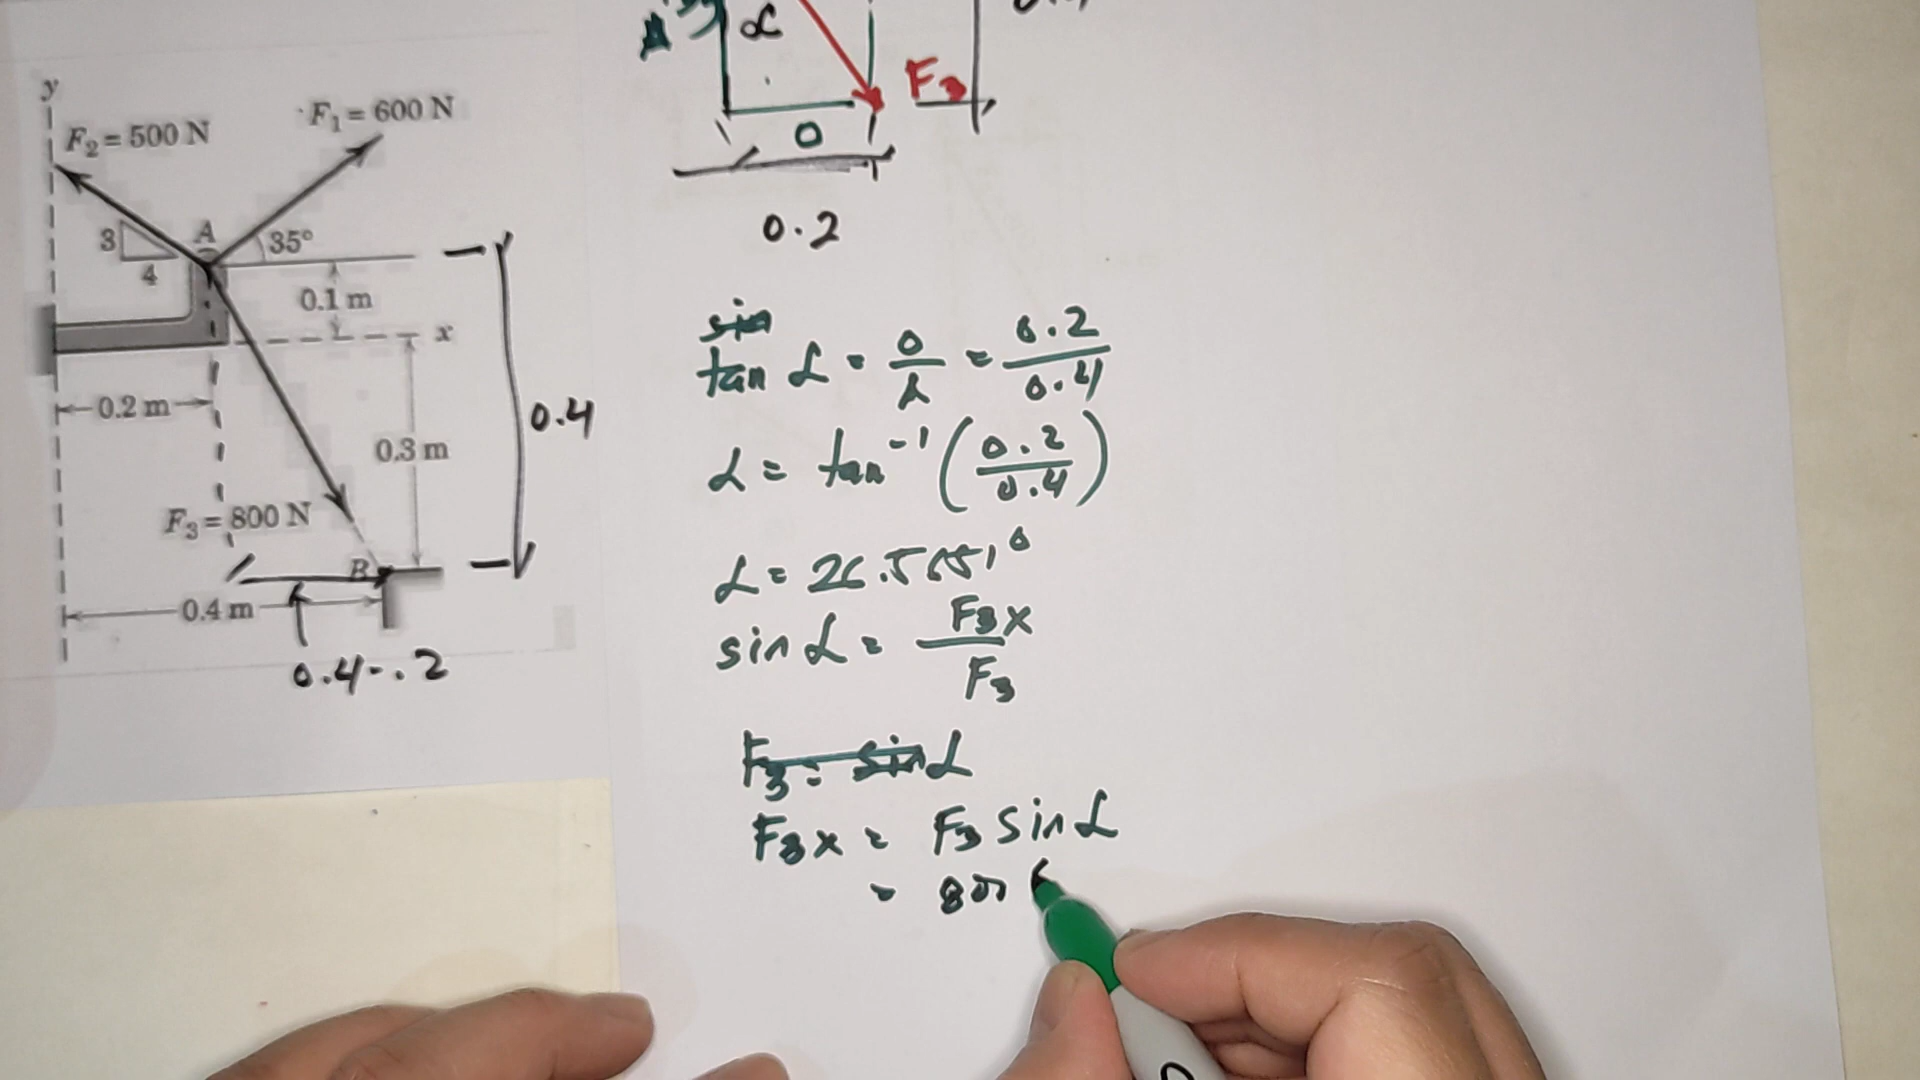 y
F₂ = 500 N
F₁ = 600 N
3
4
A
35°
0.1 m
x
0.2 m
0.3 m
F₃ = 800 N
B
0.4 m
0.4
0.4-.2
α
F₃
O
0.2
sin
tan α = O/A = 0.2/0.4
α = tan⁻¹ (0.2/0.4)
α = 26.5651°
sin α = F₃x/F₃
F₃ = sin α
F₃x = F₃ sin α
= 800